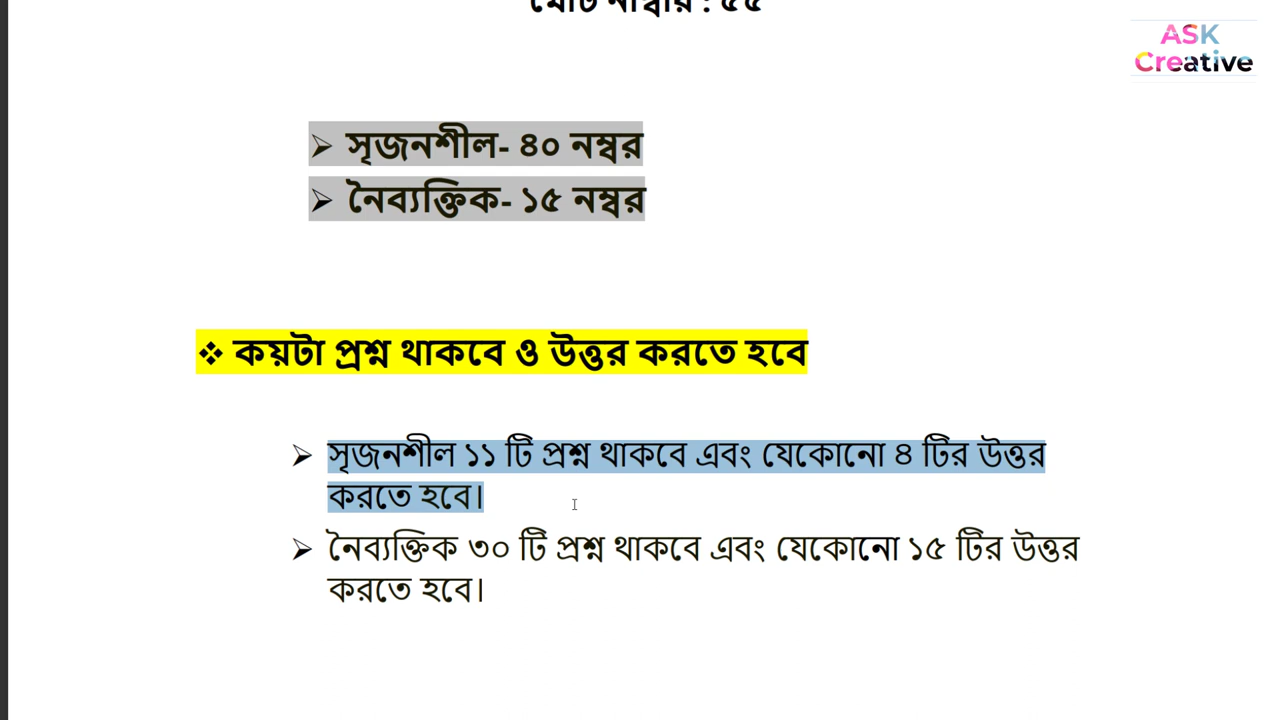 মোট নাম্বার : ৫৫
ASK
Creative
➢ সৃজনশীল- ৪০ নম্বর
➢ নৈব্যক্তিক- ১৫ নম্বর
❖ কয়টা প্রশ্ন থাকবে ও উত্তর করতে হবে
➢ সৃজনশীল ১১ টি প্রশ্ন থাকবে এবং যেকোনো ৪ টির উত্তর
করতে হবে।
➢ নৈব্যক্তিক ৩০ টি প্রশ্ন থাকবে এবং যেকোনো ১৫ টির উত্তর
করতে হবে।